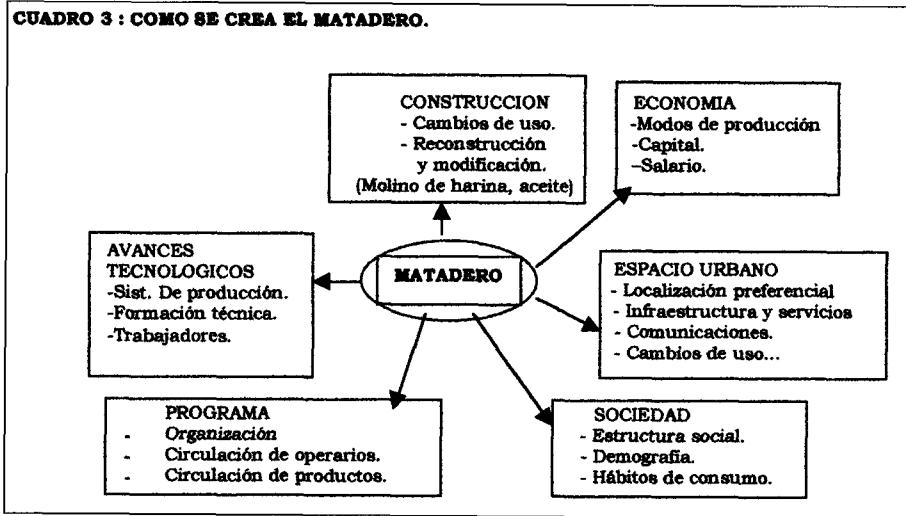 CUADRO 3 : COMO SE CREA EL MATADERO.
CONSTRUCCION
- Cambios de uso.
- Reconstrucción
y modificación.
(Molino de harina, aceite)
ECONOMIA
-Modos de producción
-Capital.
–Salario.
AVANCES
TECNOLOGICOS
-Sist. De producción.
-Formación técnica.
-Trabajadores.
MATADERO
ESPACIO URBANO
- Localización preferencial
- Infraestructura y servicios
- Comunicaciones.
- Cambios de uso...
PROGRAMA
- Organización
- Circulación de operarios.
- Circulación de productos.
SOCIEDAD
- Estructura social.
- Demografía.
- Hábitos de consumo.